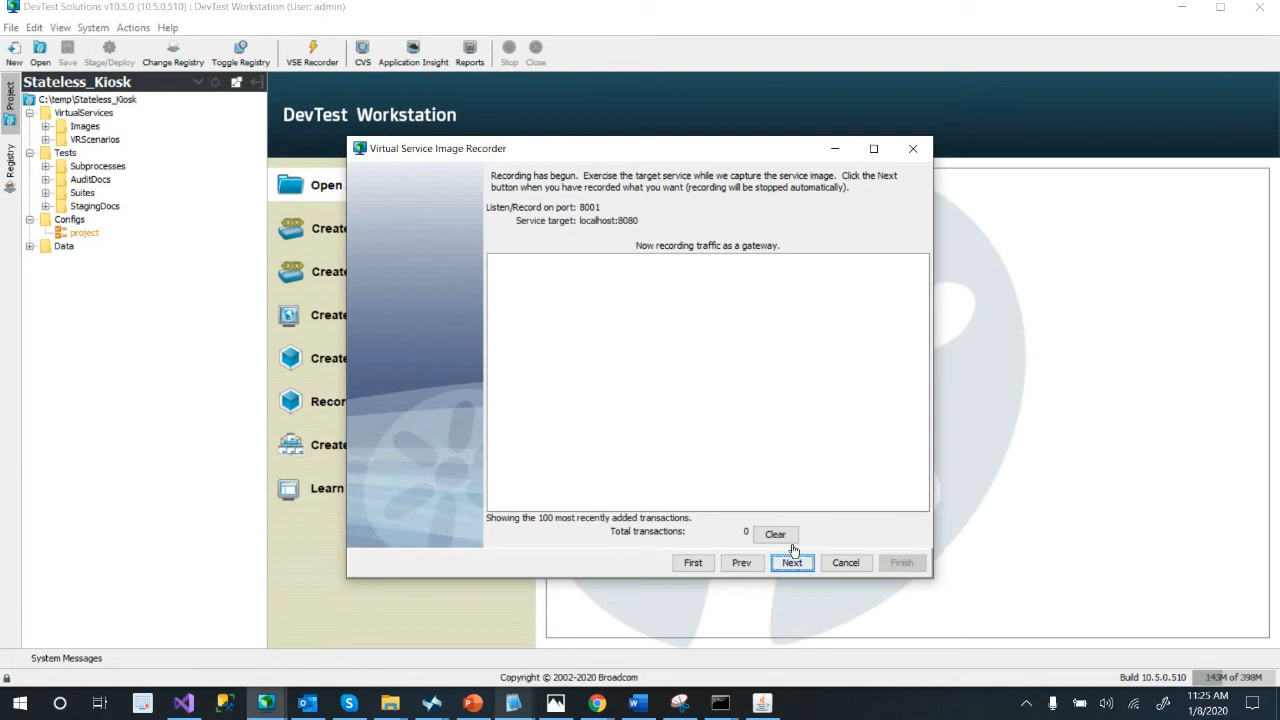 DevTest Solutions v10.5.0 (10.5.0.510) : DevTest Workstation (User: admin)
File Edit View System Actions Help
New Open Save Stage/Deploy Change Registry Toggle Registry VSE Recorder CVS Application Insight Reports Stop Close
Project
Registry
Stateless_Kiosk
C:\temp\Stateless_Kiosk
VirtualServices
Images
VRScenarios
Tests
Subprocesses
AuditDocs
Suites
StagingDocs
Configs
project
Data
DevTest Workstation
Open
Create
Create
Create
Create
Recor
Create
Learn
Virtual Service Image Recorder
Recording has begun. Exercise the target service while we capture the service image. Click the Next
button when you have recorded what you want (recording will be stopped automatically).
Listen/Record on port: 8001
Service target: localhost:8080
Now recording traffic as a gateway.
Showing the 100 most recently added transactions.
Total transactions: 0 Clear
First Prev Next Cancel Finish
System Messages
Copyright © 2002-2020 Broadcom
Build 10.5.0.510 143M of 398M
11:25 AM
1/8/2020